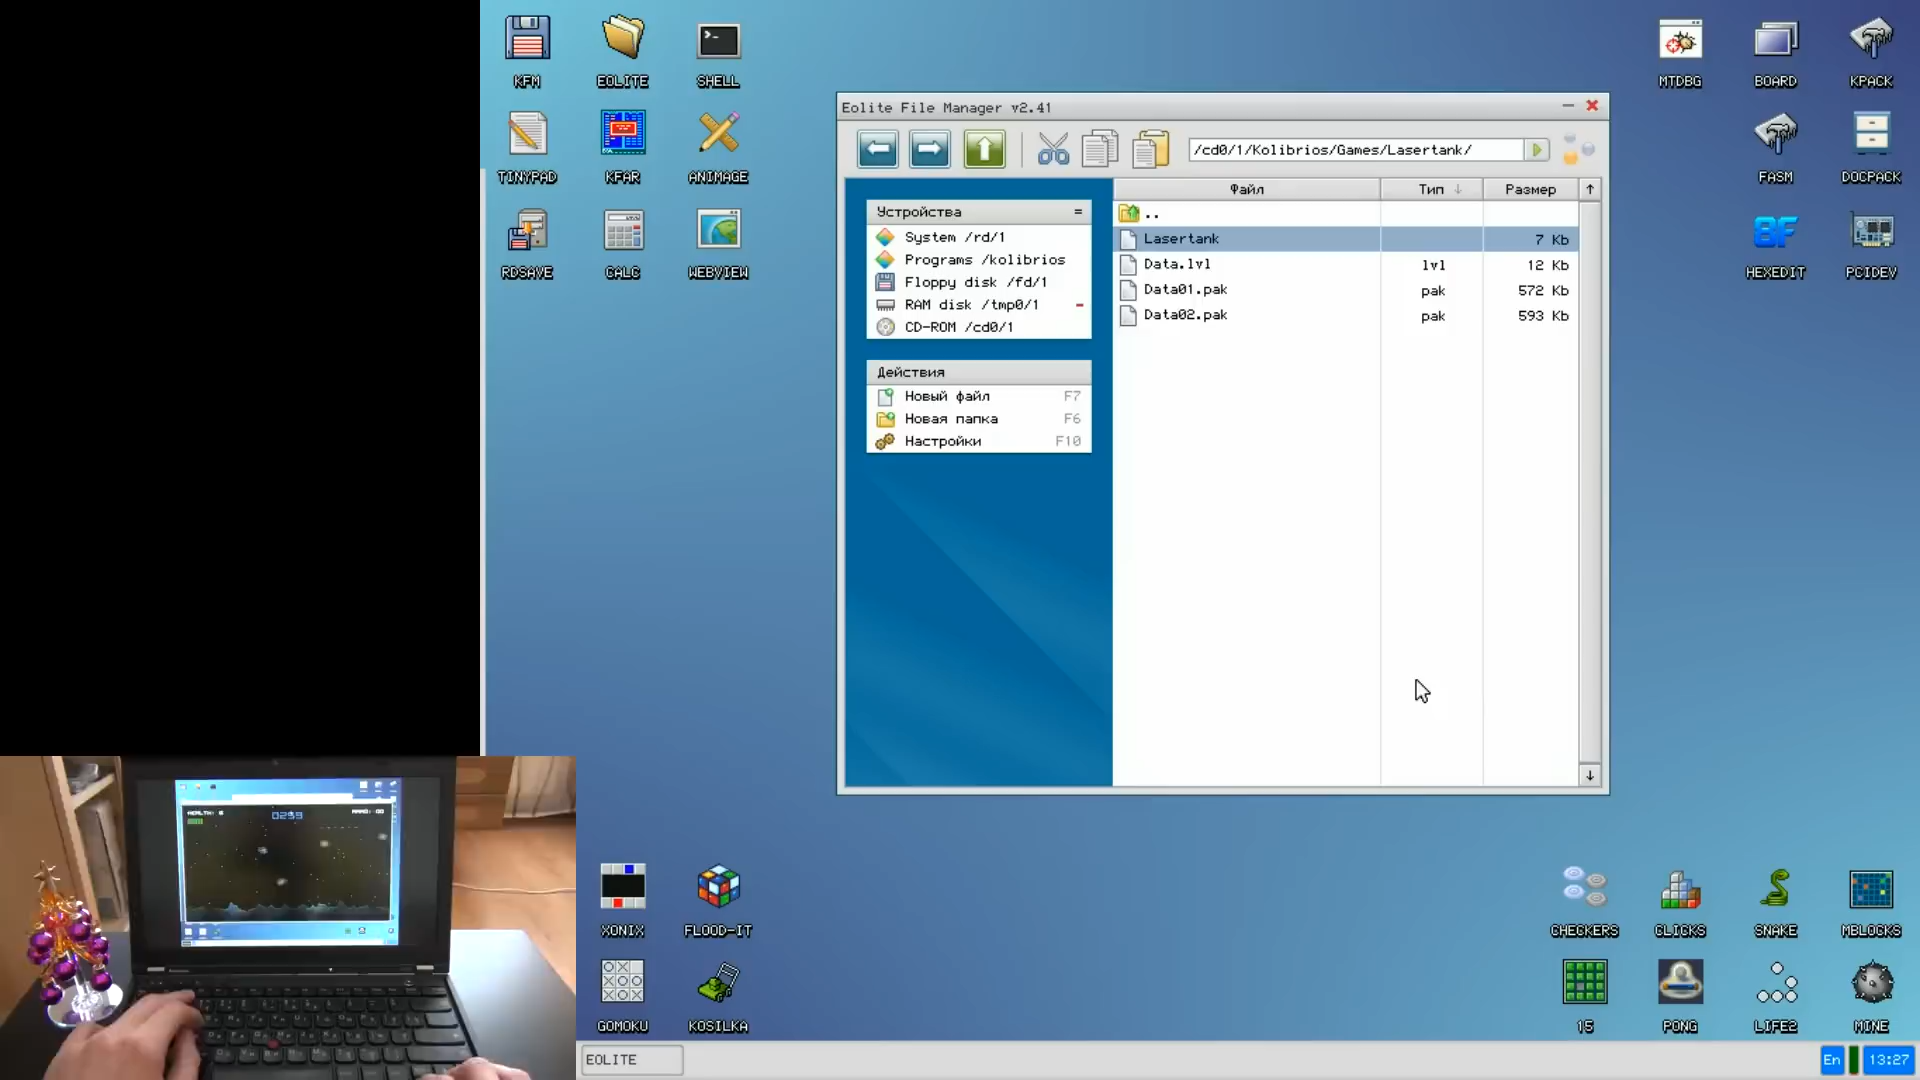 KFM
EOLITE
SHELL
TINYPAD
KFAR
ANIMAGE
RDSAVE
CALC
WEBVIEW
MTDBG
BOARD
KPACK
FASM
DOCPACK
HEXEDIT
PCIDEV
Eolite File Manager v2.41
/cd0/1/Kolibrios/Games/Lasertank/
Устройства
System /rd/1
Programs /kolibrios
Floppy disk /fd/1
RAM disk /tmp0/1
CD-ROM /cd0/1
Действия
Новый файл F7
Новая папка F6
Настройки F10
Файл Тип Размер
..
Lasertank 7 Kb
Data.lvl lvl 12 Kb
Data01.pak pak 572 Kb
Data02.pak pak 593 Kb
0259
XONIX
FLOOD-IT
GOMOKU
KOSILKA
CHECKERS
CLICKS
SNAKE
MBLOCKS
15
PONG
LIFE2
MINE
EOLITE
En
13:27